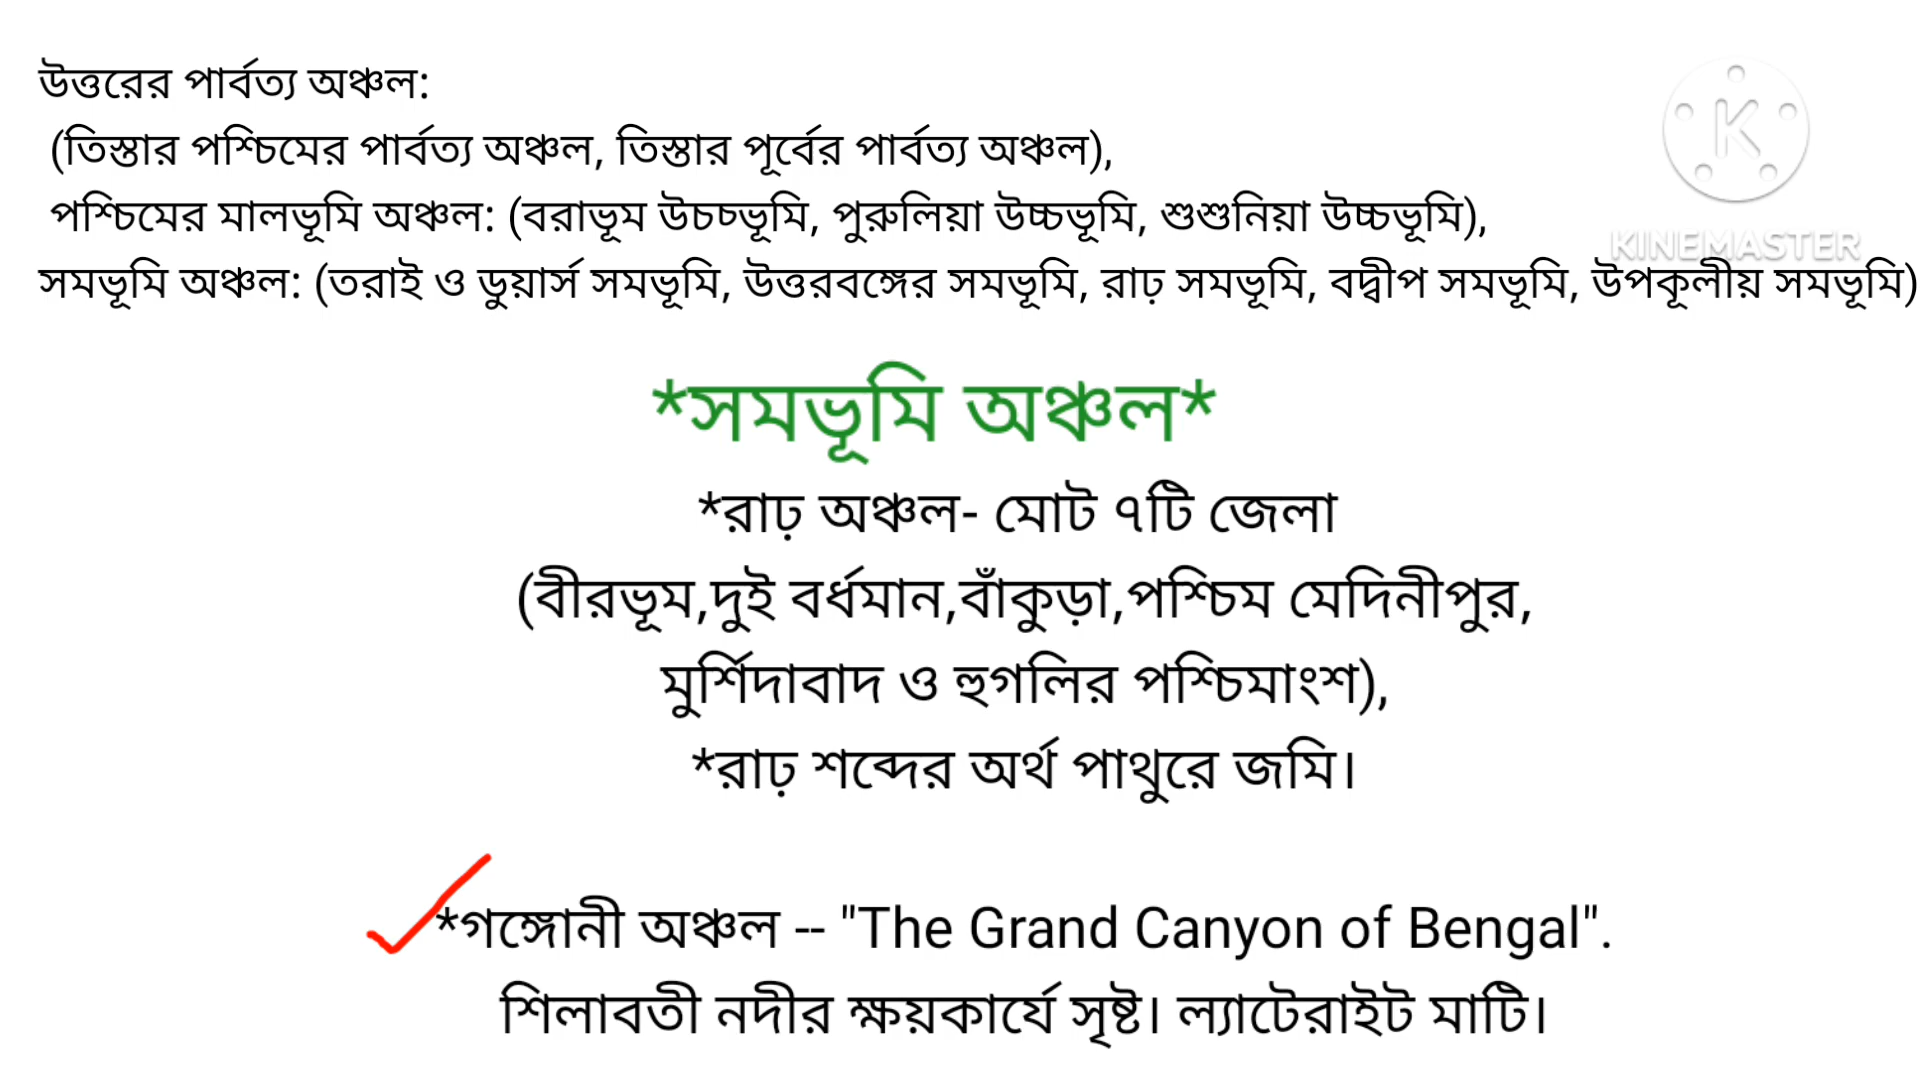 উত্তরের পার্বত্য অঞ্চল:
(তিস্তার পশ্চিমের পার্বত্য অঞ্চল, তিস্তার পূর্বের পার্বত্য অঞ্চল),
পশ্চিমের মালভূমি অঞ্চল: (বরাভূম উচচভূমি, পুরুলিয়া উচ্চভূমি, শুশুনিয়া উচ্চভূমি),
K
KINEMASTER
সমভূমি অঞ্চল: (তরাই ও ডুয়ার্স সমভূমি, উত্তরবঙ্গের সমভূমি, রাঢ় সমভূমি, বদ্বীপ সমভূমি, উপকূলীয় সমভূমি)
*সমভূমি অঞ্চল*
*রাঢ় অঞ্চল- মোট ৭টি জেলা
(বীরভূম,দুই বর্ধমান,বাঁকুড়া,পশ্চিম মেদিনীপুর,
মুর্শিদাবাদ ও হুগলির পশ্চিমাংশ),
*রাঢ় শব্দের অর্থ পাথুরে জমি।
*গঙ্গোনী অঞ্চল -- "The Grand Canyon of Bengal".
শিলাবতী নদীর ক্ষয়কার্যে সৃষ্ট। ল্যাটেরাইট মাটি।